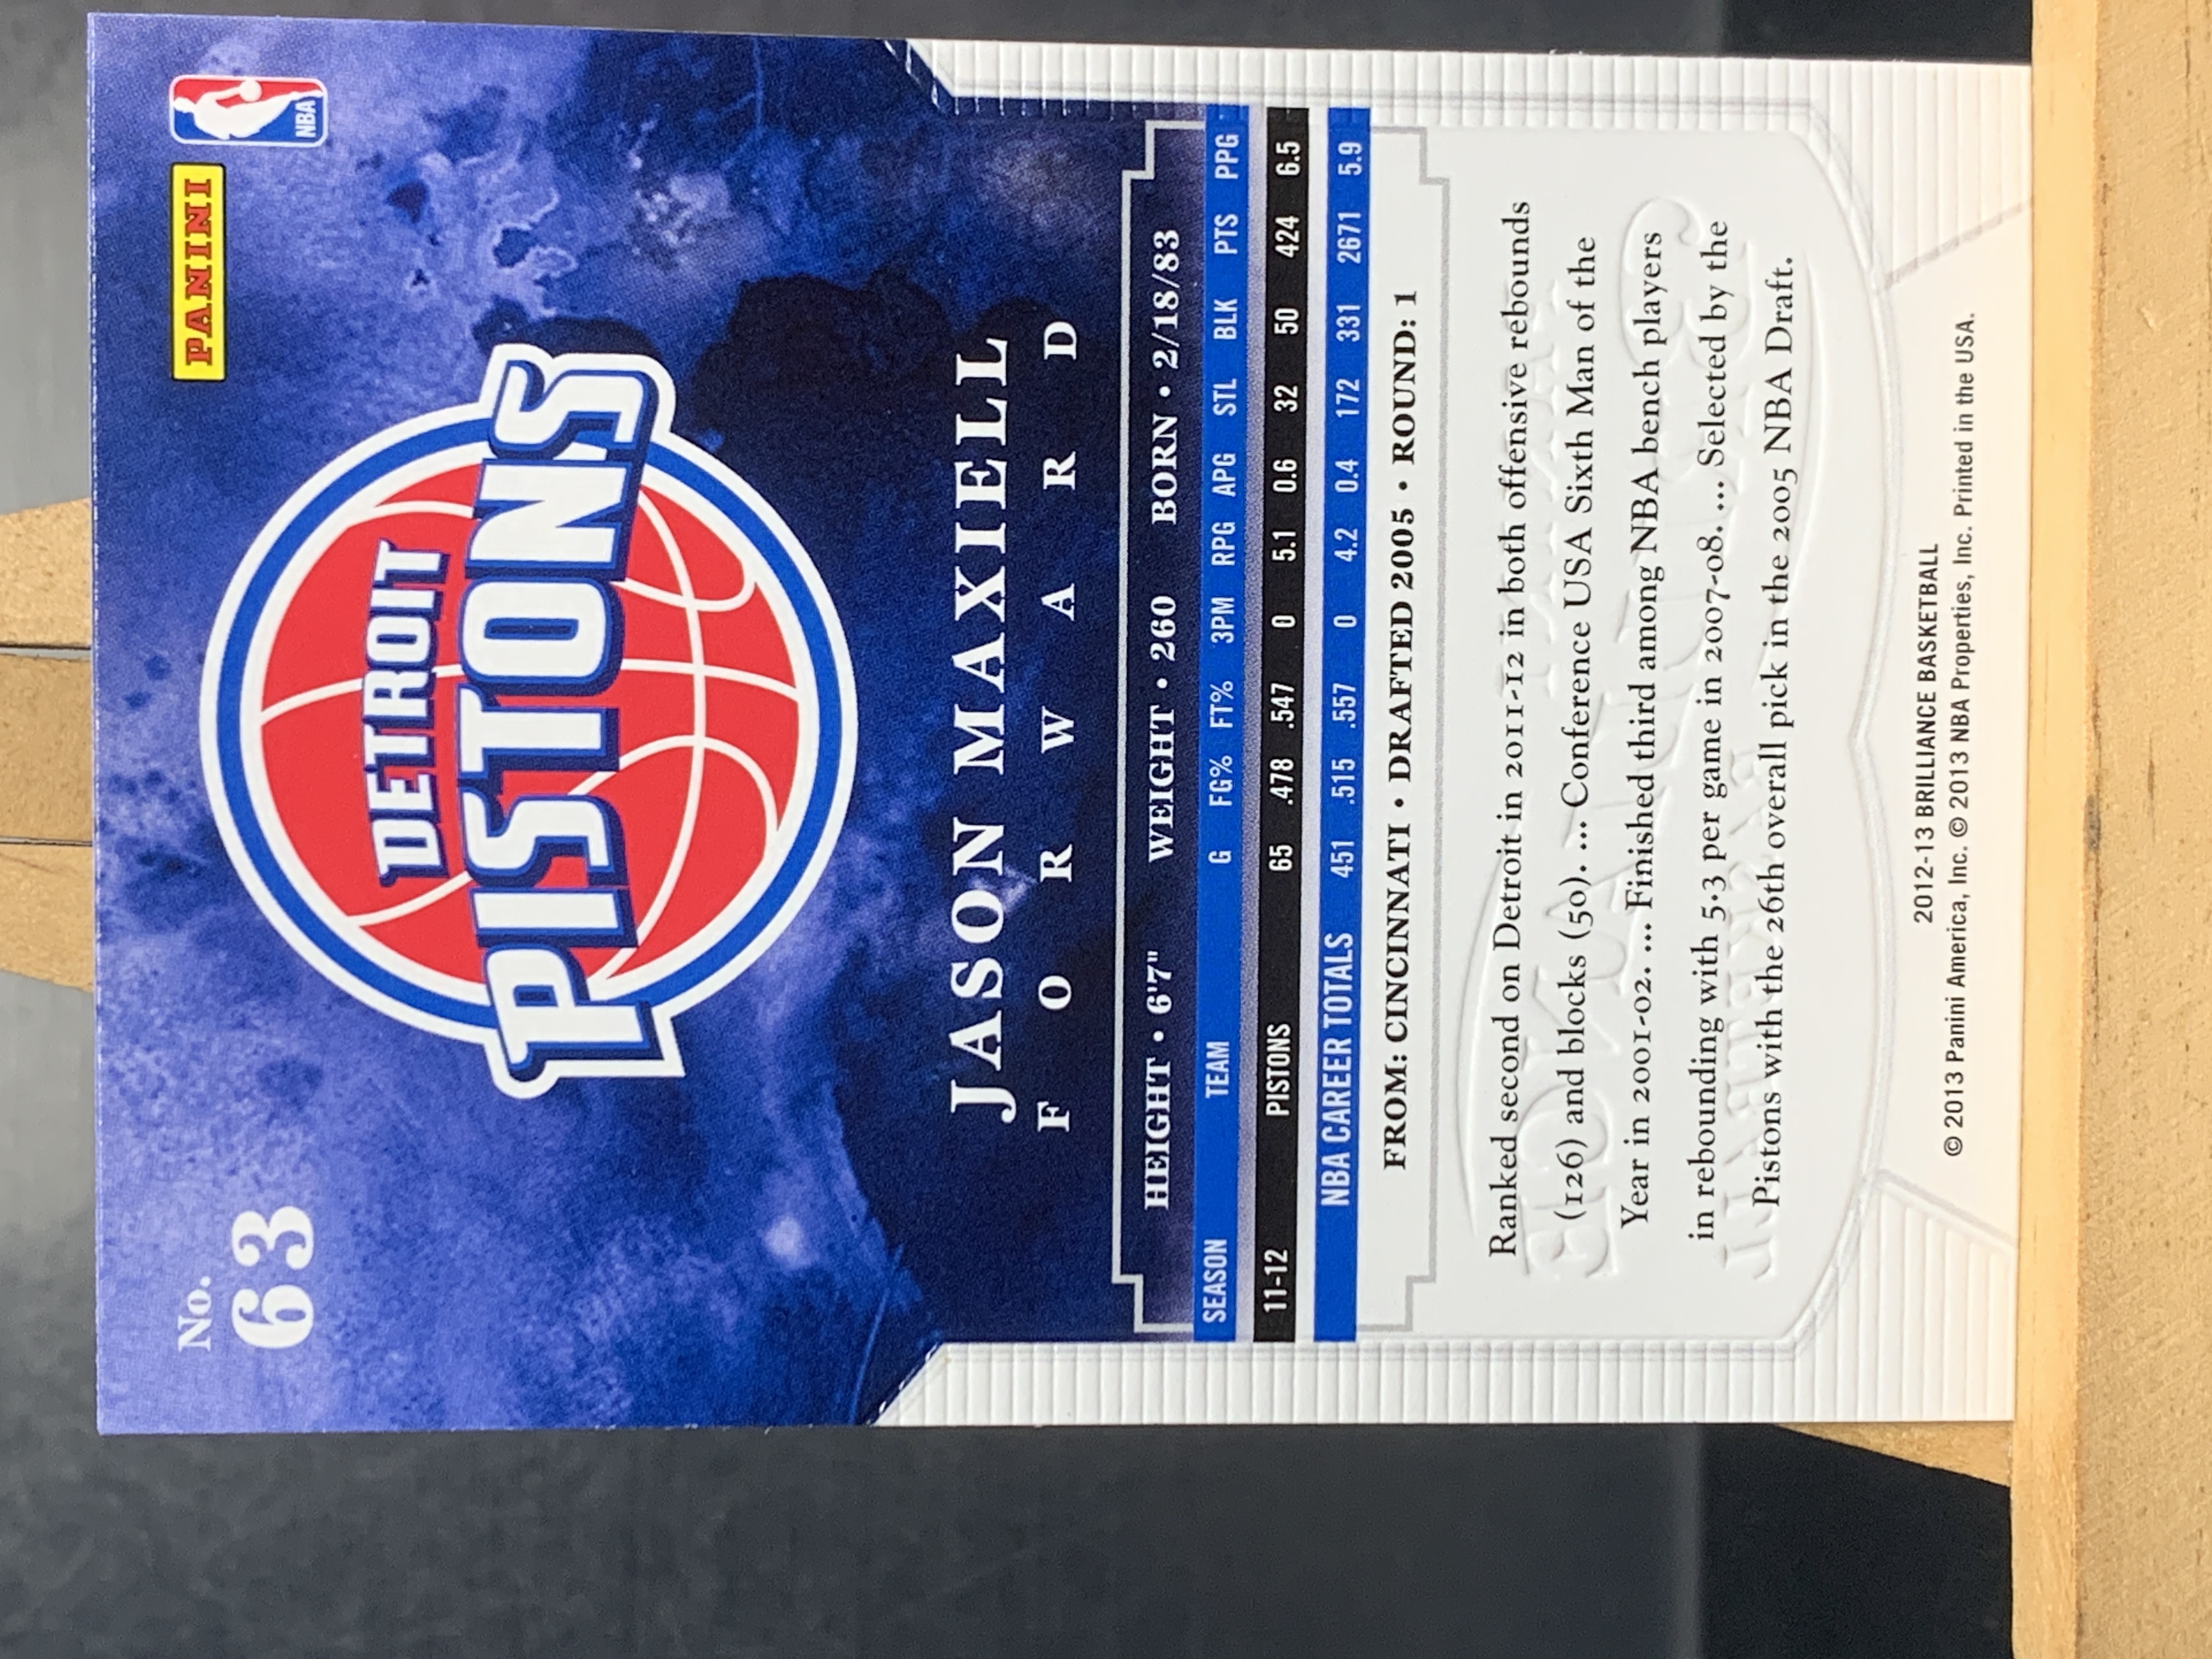 No.
63
PANINI
NBA
DETROIT
PISTONS
JASON MAXIELL
FORWARD
HEIGHT • 6'7" WEIGHT • 260 BORN • 2/18/83
SEASON TEAM G FG% FT% 3PM RPG APG STL BLK PTS PPG
11-12 PISTONS 65 .478 .547 0 5.1 0.6 32 50 424 6.5
NBA CAREER TOTALS 451 .515 .557 0 4.2 0.4 172 331 2671 5.9
FROM: CINCINNATI • DRAFTED 2005 • ROUND: 1
Ranked second on Detroit in 2011-12 in both offensive rebounds
(126) and blocks (50). ... Conference USA Sixth Man of the
Year in 2001-02. ... Finished third among NBA bench players
in rebounding with 5.3 per game in 2007-08. ... Selected by the
Pistons with the 26th overall pick in the 2005 NBA Draft.
2012-13 BRILLIANCE BASKETBALL
© 2013 Panini America, Inc. © 2013 NBA Properties, Inc. Printed in the USA.